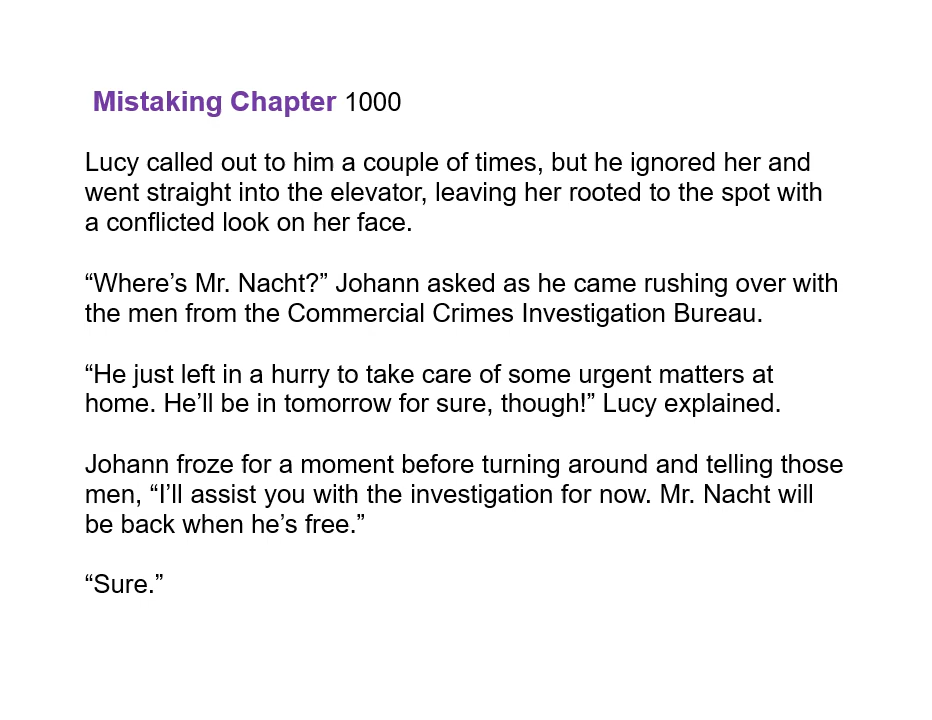 Mistaking Chapter 1000
Lucy called out to him a couple of times, but he ignored her and
went straight into the elevator, leaving her rooted to the spot with
a conflicted look on her face.
“Where’s Mr. Nacht?” Johann asked as he came rushing over with
the men from the Commercial Crimes Investigation Bureau.
“He just left in a hurry to take care of some urgent matters at
home. He’ll be in tomorrow for sure, though!” Lucy explained.
Johann froze for a moment before turning around and telling those
men, “I’ll assist you with the investigation for now. Mr. Nacht will
be back when he’s free.”
“Sure.”